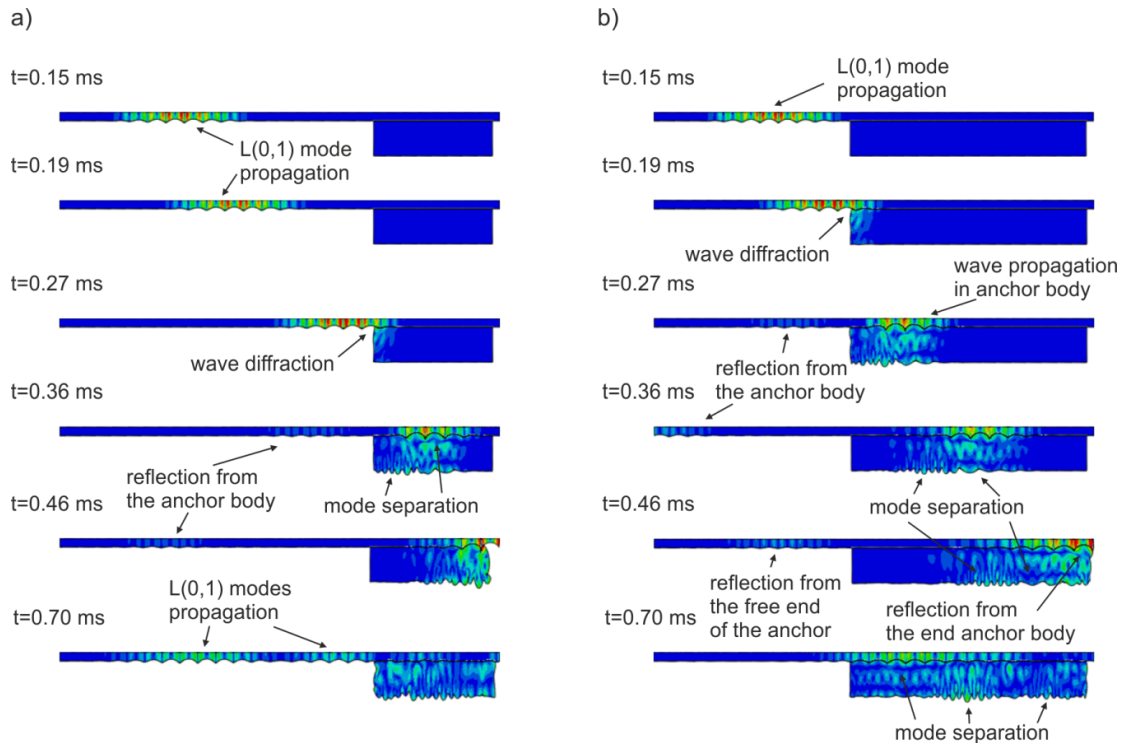 a)
t=0.15 ms
L(0,1) mode
propagation
t=0.19 ms
t=0.27 ms
wave diffraction
t=0.36 ms
reflection from
the anchor body
mode separation
t=0.46 ms
L(0,1) modes
propagation
t=0.70 ms
b)
t=0.15 ms
L(0,1) mode
propagation
t=0.19 ms
wave diffraction
wave propagation
in anchor body
t=0.27 ms
reflection from
the anchor body
t=0.36 ms
mode separation
t=0.46 ms
reflection from
the free end
of the anchor
reflection from
the end anchor body
t=0.70 ms
mode separation